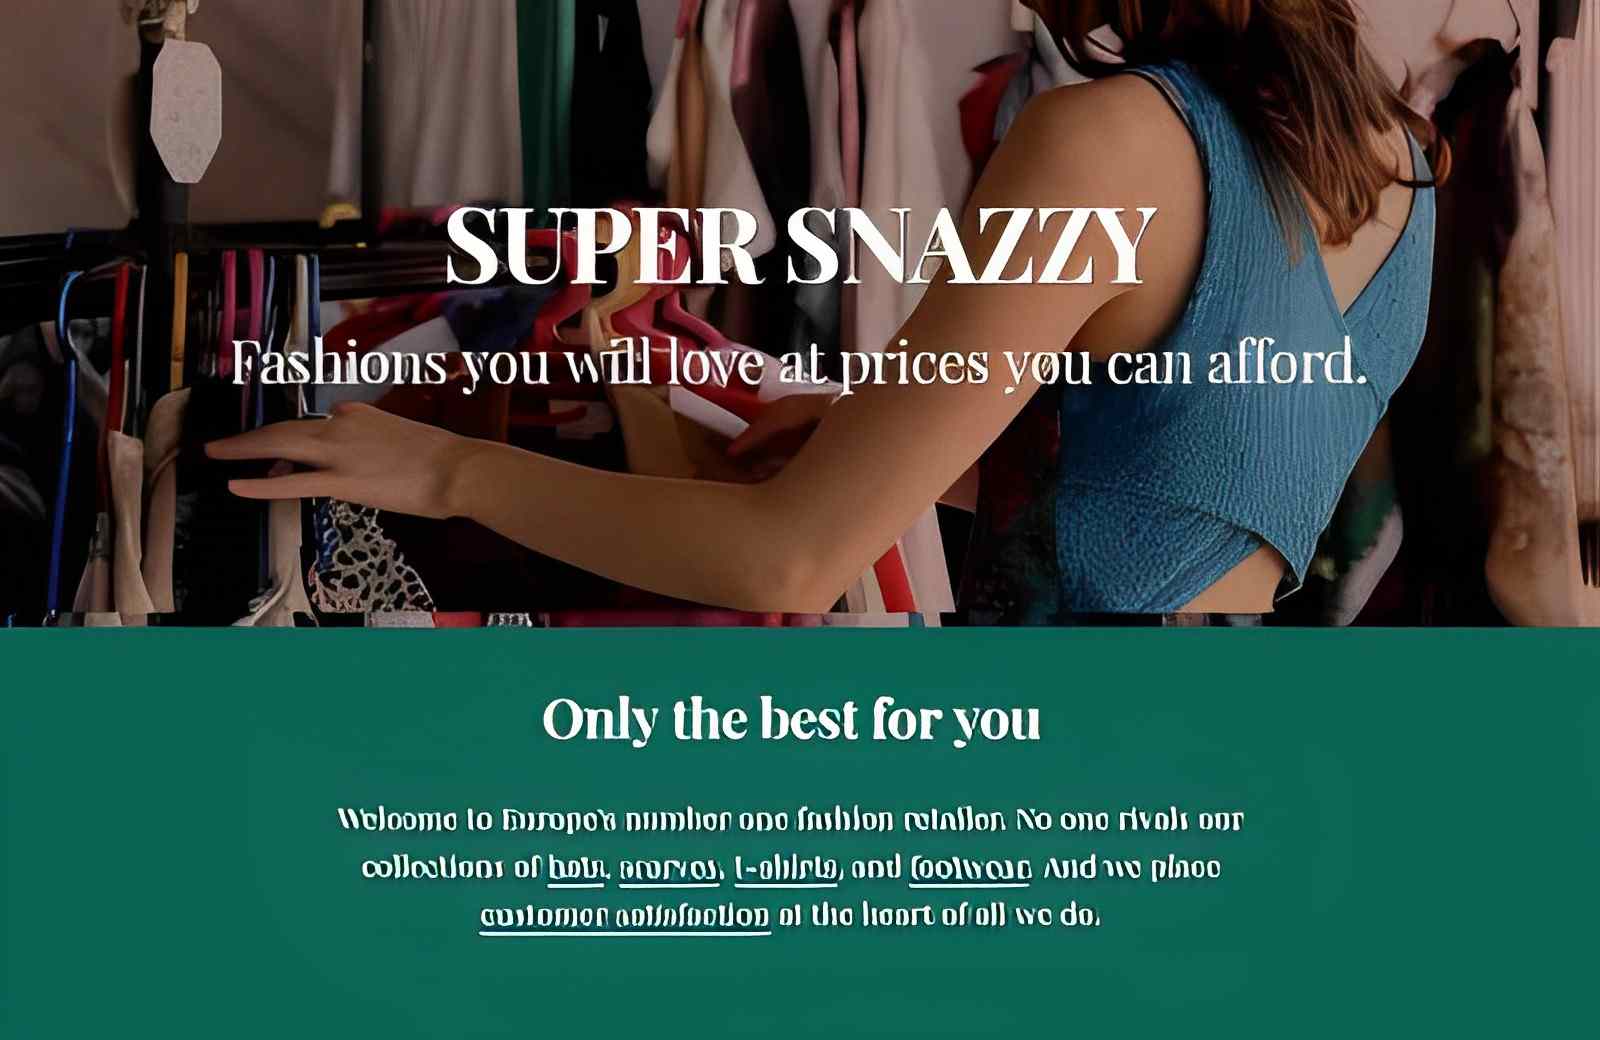 SUPER SNAZZY
Fashions you will love at prices you can afford.
Only the best for you
Welcome to Europe's number one fashion retailer. No one rivals our
collections of hats, scarves, t-shirts, and footwear. And we place
customer satisfaction at the heart of all we do.